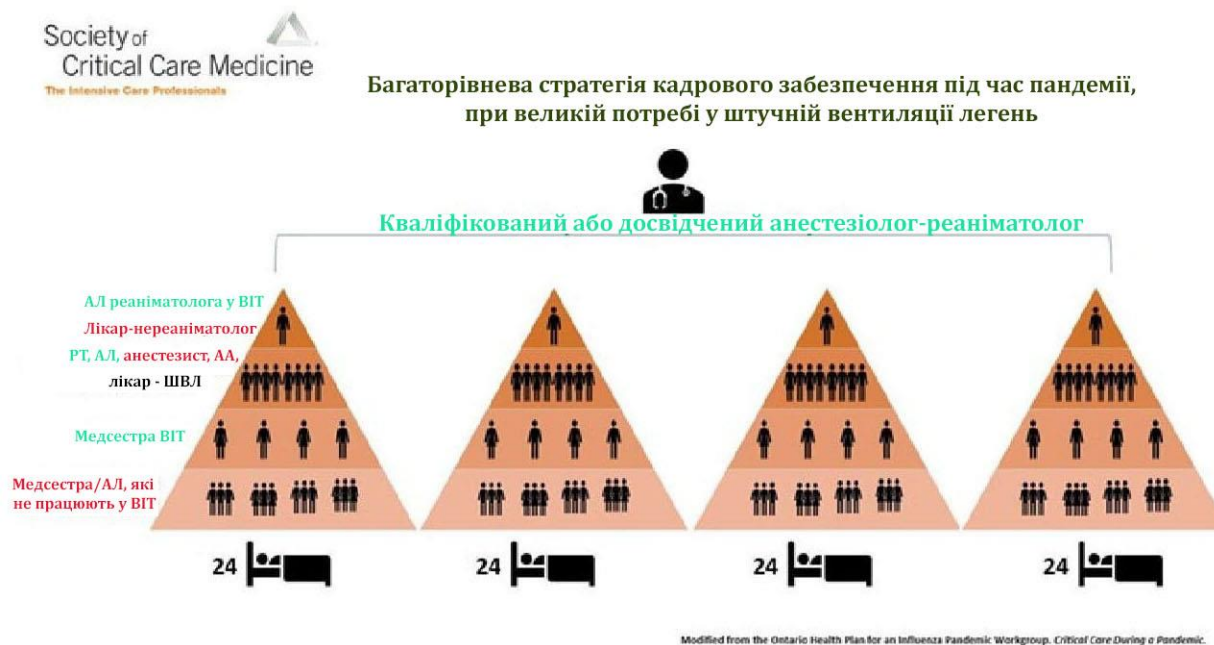 Society of
Critical Care Medicine
The Intensive Care Professionals
Багаторівнева стратегія кадрового забезпечення під час пандемії,
при великій потребі у штучній вентиляції легень
Кваліфікований або досвідчений анестезіолог-реаніматолог
АЛ реаніматолога у ВІТ
Лікар-нереаніматолог
РТ, АЛ, анестезист, АА,
лікар - ШВЛ
Медсестра ВІТ
Медсестра/АЛ, які
не працюють у ВІТ
24 24 24 24
Modified from the Ontario Health Plan for an Influenza Pandemic Workgroup. Critical Care During a Pandemic.